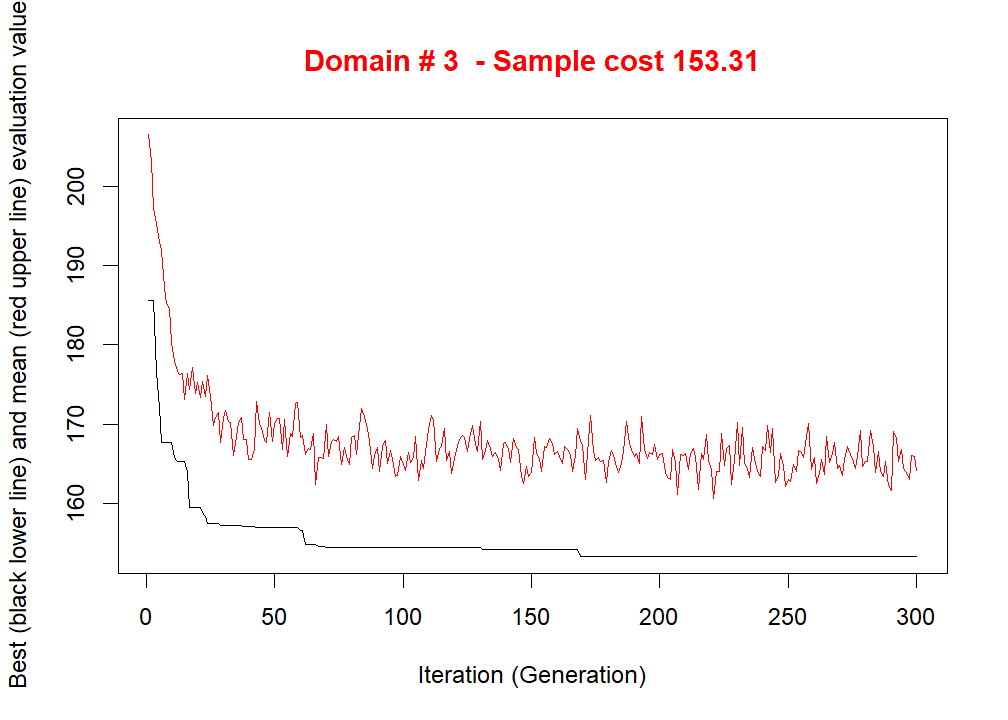 Domain # 3  - Sample cost 153.31
Best (black lower line) and mean (red upper line) evaluation value
200
190
180
170
160
0 50 100 150 200 250 300
Iteration (Generation)